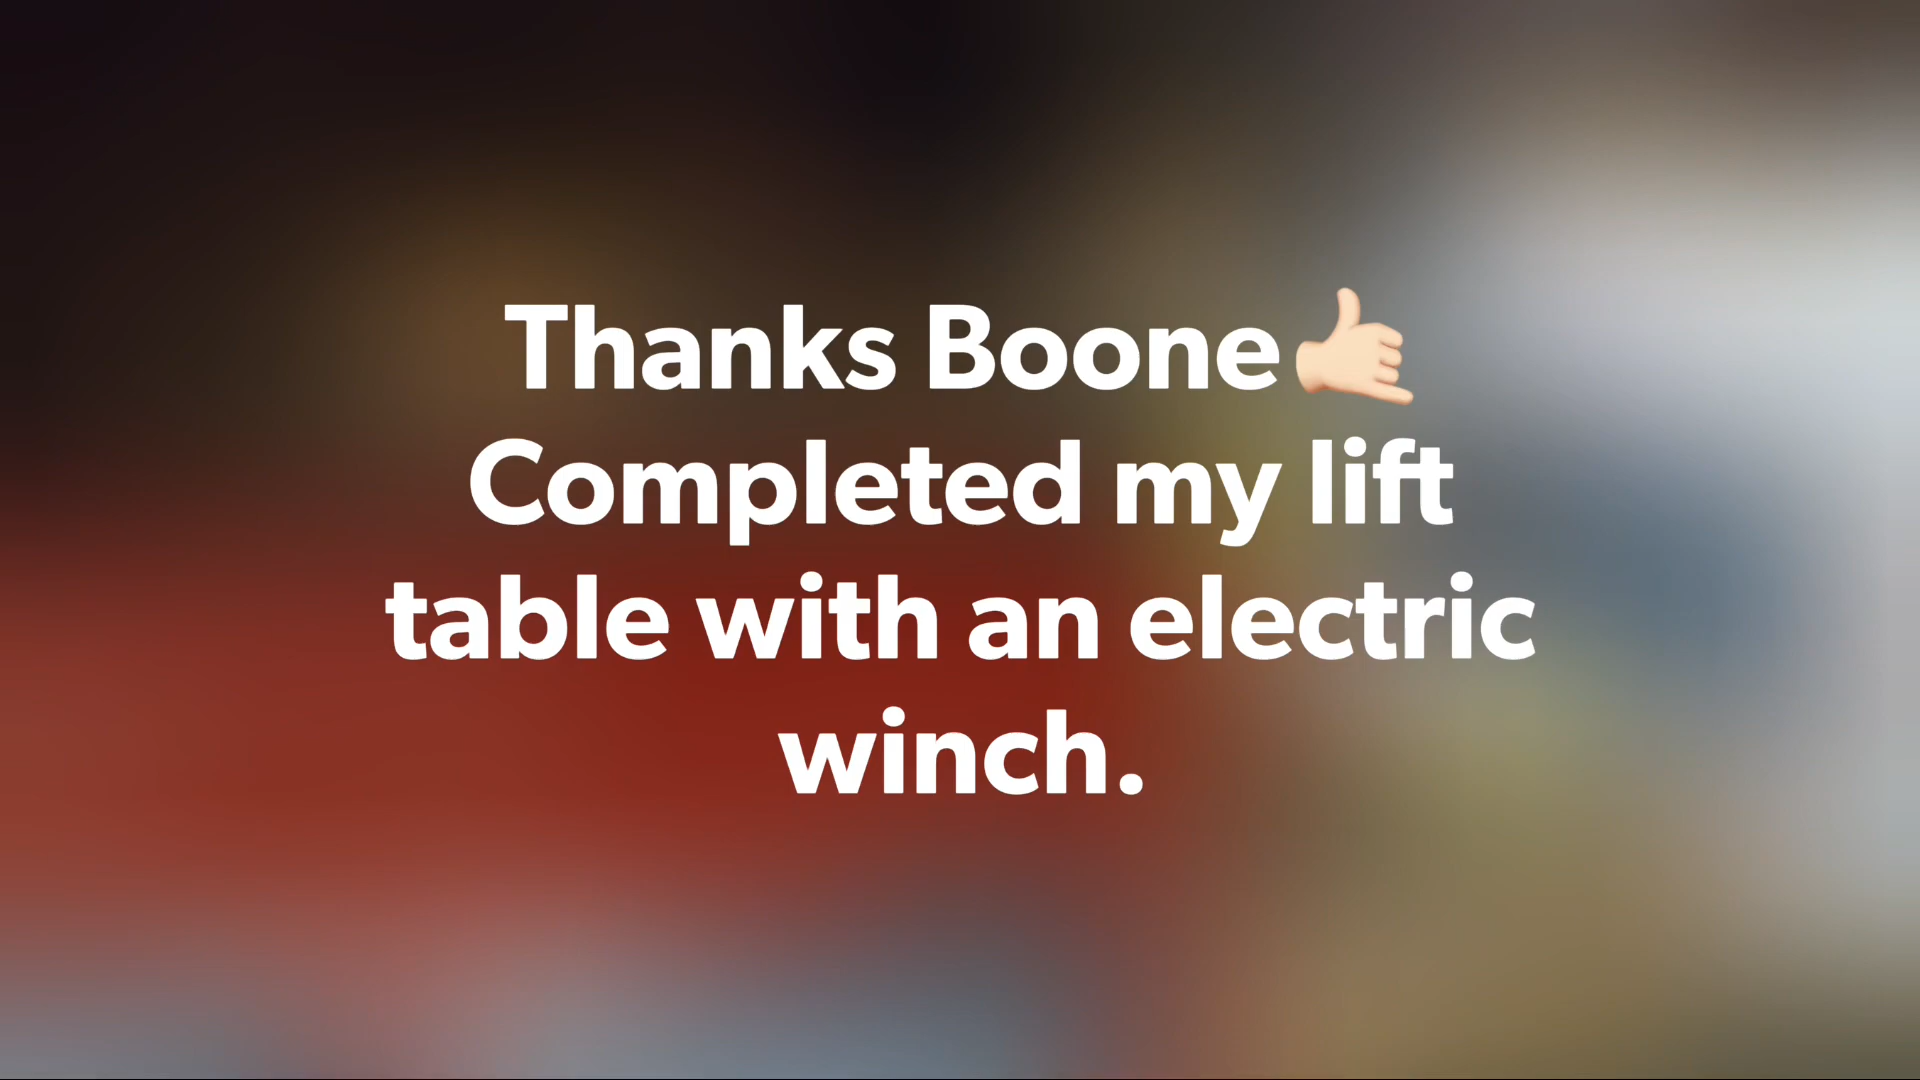 Thanks Boone🤙🏻
Completed my lift
table with an electric
winch.